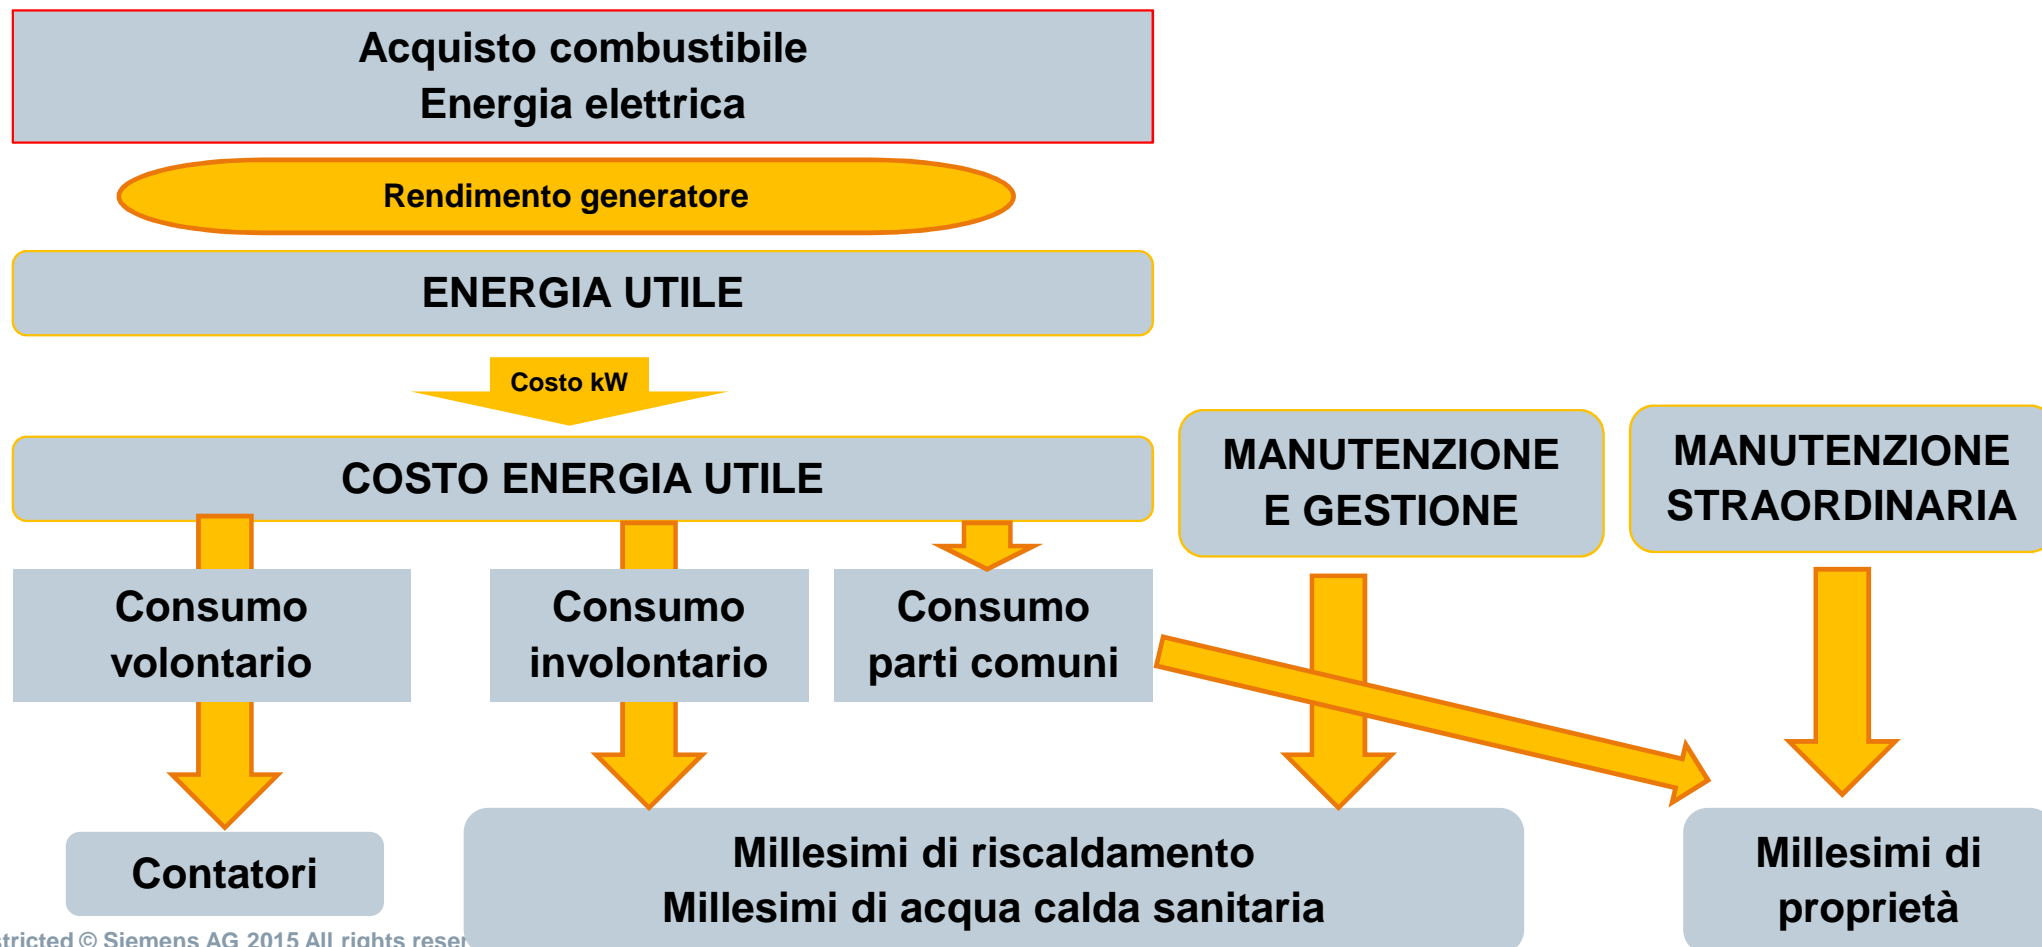 Acquisto combustibile
Energia elettrica
Rendimento generatore
ENERGIA UTILE
Costo kW
COSTO ENERGIA UTILE
MANUTENZIONE
E GESTIONE
MANUTENZIONE
STRAORDINARIA
Consumo
volontario
Consumo
involontario
Consumo
parti comuni
Contatori
Millesimi di riscaldamento
Millesimi di acqua calda sanitaria
Millesimi di
proprietà
stricted © Siemens AG 2015 All rights reser